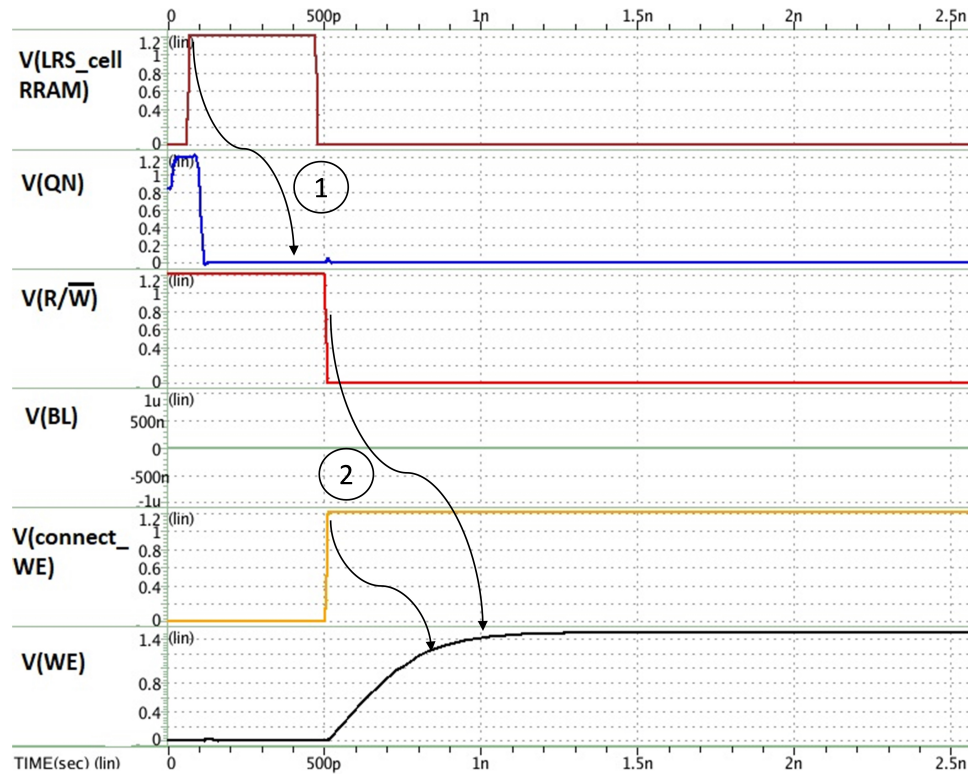 0 500p 1n 1.5n 2n 2.5n
V(LRS_cell
RRAM)
(lin)
1.2
1
0.8
0.6
0.4
0
V(QN)
(lin)
1.2
1
0.8
0.6
0.4
0.2
0
1
V(R/W̅)
(lin)
1.2
1
0.8
0.6
0.4
0
V(BL)
(lin)
1u
500n
0
-500n
-1u
2
V(connect_
WE)
(lin)
1.2
1
0.8
0.6
0.4
0
V(WE)
(lin)
1.4
0.8
0.4
0
TIME(sec) (lin)
0 500p 1n 1.5n 2n 2.5n